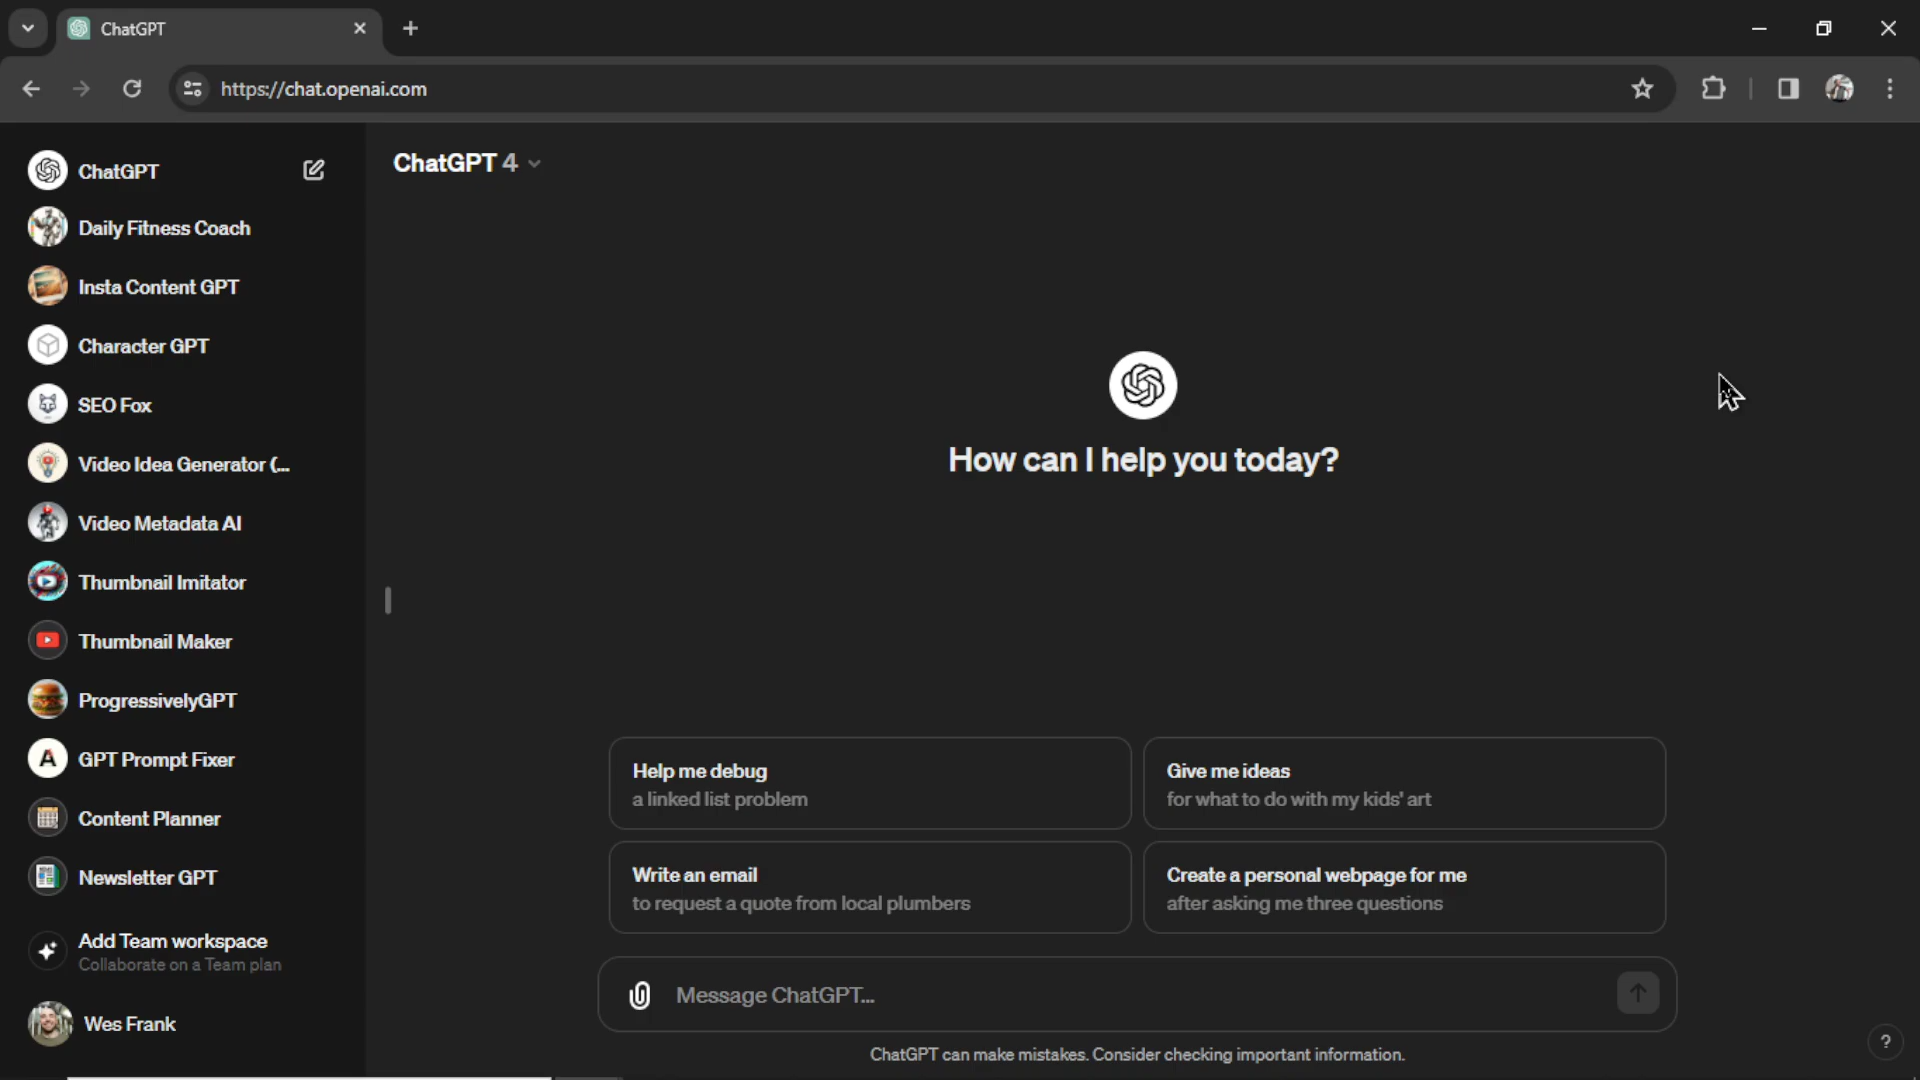 ChatGPT
https://chat.openai.com
ChatGPT
Daily Fitness Coach
Insta Content GPT
Character GPT
SEO Fox
Video Idea Generator (...
Video Metadata AI
Thumbnail Imitator
Thumbnail Maker
ProgressivelyGPT
GPT Prompt Fixer
Content Planner
Newsletter GPT
Add Team workspace
Collaborate on a Team plan
Wes Frank
ChatGPT 4
How can I help you today?
Help me debug
a linked list problem
Give me ideas
for what to do with my kids' art
Write an email
to request a quote from local plumbers
Create a personal webpage for me
after asking me three questions
Message ChatGPT...
ChatGPT can make mistakes. Consider checking important information.
?